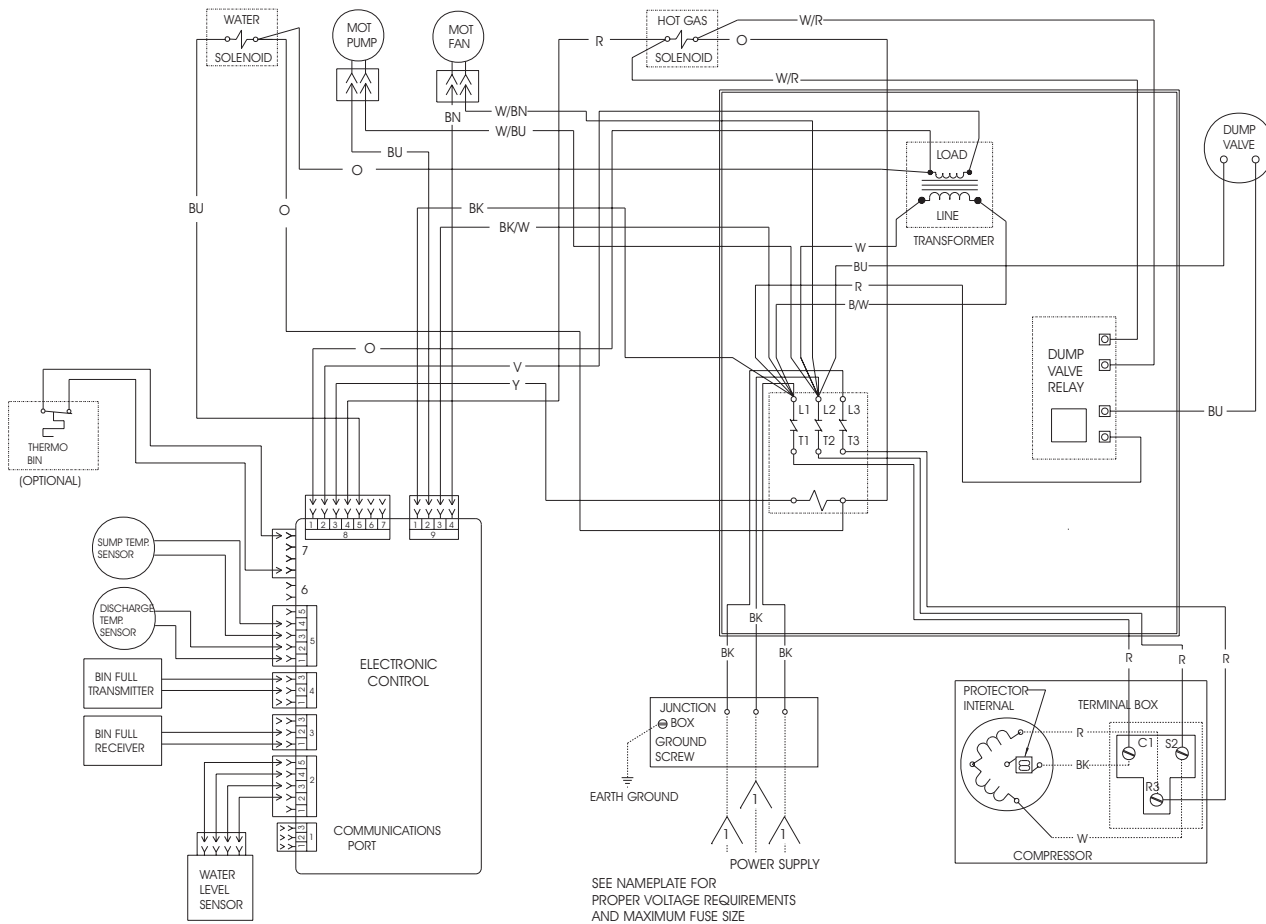 WATER
SOLENOID
MOT
PUMP
MOT
FAN
HOT GAS
SOLENOID
W/R
R
O
W/R
BN
W/BN
W/BU
BU
O
DUMP
VALVE
LOAD
LINE
TRANSFORMER
BU
O
BK
BK/W
W
BU
R
B/W
O
V
Y
DUMP
VALVE
RELAY
BU
L1
L2
L3
T1
T2
T3
THERMO
BIN
(OPTIONAL)
1 2 3 4 5 6 7
8
1 2 3 4
9
7
6
SUMP TEMP.
SENSOR
DISCHARGE
TEMP.
SENSOR
5
4
3
2
1
5
BIN FULL
TRANSMITTER
3
2
1
4
BIN FULL
RECEIVER
3
2
1
3
5
4
3
2
1
2
3
2
1
1
ELECTRONIC
CONTROL
COMMUNICATIONS
PORT
WATER
LEVEL
SENSOR
BK
BK
BK
JUNCTION
BOX
GROUND
SCREW
EARTH GROUND
1
1
1
POWER SUPPLY
SEE NAMEPLATE FOR
PROPER VOLTAGE REQUIREMENTS
AND MAXIMUM FUSE SIZE
R
R
R
PROTECTOR
INTERNAL
TERMINAL BOX
R
BK
W
C1
S2
R3
COMPRESSOR